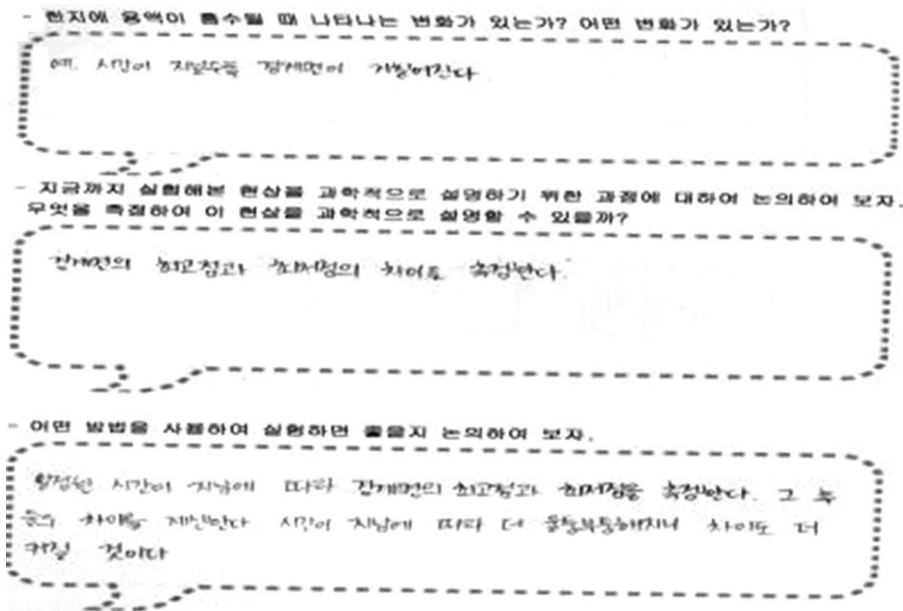 - 한지에 용액이 흡수될 때 나타나는 변화가 있는가? 어떤 변화가 있는가?
예. 시간이 지날수록 경계면이 거칠어진다.
- 지금까지 실험해본 현상을 과학적으로 설명하기 위한 과정에 대하여 논의하여 보자.
무엇을 측정하여 이 현상을 과학적으로 설명할 수 있을까?
경계면의 최고점과 최저점의 차이를 측정한다.
- 어떤 방법을 사용하여 실험하면 좋을지 논의하여 보자.
일정한 시간이 지남에 따라 경계면의 최고점과 최저점을 측정한다. 그 후
차이를 계산한다 시간이 지남에 따라 더 울퉁불퉁해지니 차이도 더
커질 것이다